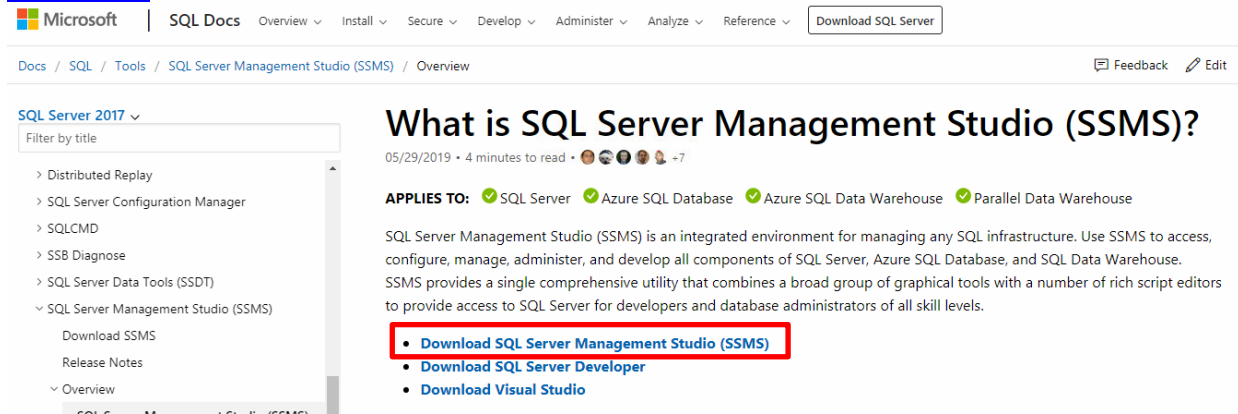 Microsoft
SQL Docs Overview Install Secure Develop Administer Analyze Reference Download SQL Server
Docs / SQL / Tools / SQL Server Management Studio (SSMS) / Overview
Feedback Edit
SQL Server 2017
Filter by title
Distributed Replay
SQL Server Configuration Manager
SQLCMD
SSB Diagnose
SQL Server Data Tools (SSDT)
SQL Server Management Studio (SSMS)
Download SSMS
Release Notes
Overview
SQL Server Management Studio (SSMS)
What is SQL Server Management Studio (SSMS)?
05/29/2019 • 4 minutes to read • +7
APPLIES TO: SQL Server Azure SQL Database Azure SQL Data Warehouse Parallel Data Warehouse
SQL Server Management Studio (SSMS) is an integrated environment for managing any SQL infrastructure. Use SSMS to access,
configure, manage, administer, and develop all components of SQL Server, Azure SQL Database, and SQL Data Warehouse.
SSMS provides a single comprehensive utility that combines a broad group of graphical tools with a number of rich script editors
to provide access to SQL Server for developers and database administrators of all skill levels.
• Download SQL Server Management Studio (SSMS)
• Download SQL Server Developer
• Download Visual Studio